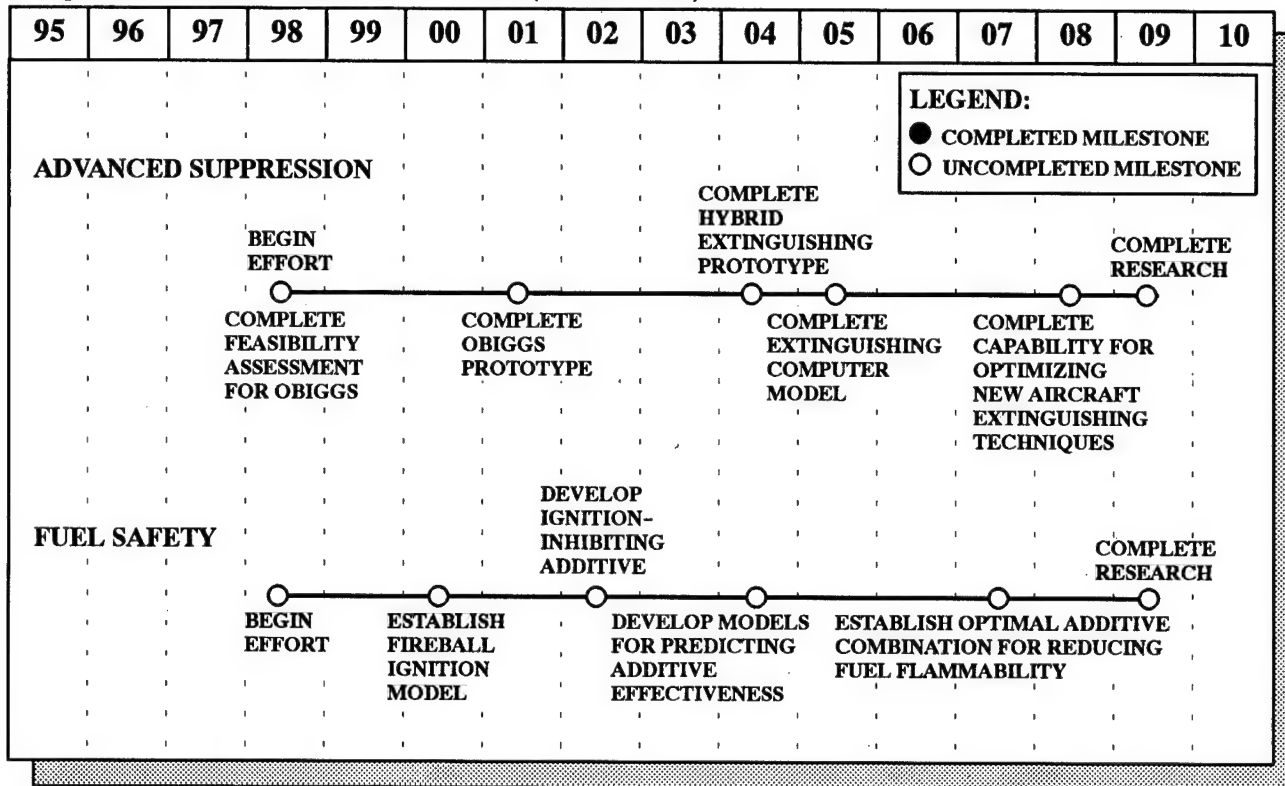 95 96 97 98 99 00 01 02 03 04 05 06 07 08 09 10
LEGEND:
COMPLETED MILESTONE
UNCOMPLETED MILESTONE
ADVANCED SUPPRESSION
BEGIN
EFFORT
COMPLETE
HYBRID
EXTINGUISHING
PROTOTYPE
COMPLETE
RESEARCH
COMPLETE
FEASIBILITY
ASSESSMENT
FOR OBIGGS
COMPLETE
OBIGGS
PROTOTYPE
COMPLETE
EXTINGUISHING
COMPUTER
MODEL
COMPLETE
CAPABILITY FOR
OPTIMIZING
NEW AIRCRAFT
EXTINGUISHING
TECHNIQUES
FUEL SAFETY
DEVELOP
IGNITION-
INHIBITING
ADDITIVE
COMPLETE
RESEARCH
BEGIN
EFFORT
ESTABLISH
FIREBALL
IGNITION
MODEL
DEVELOP MODELS
FOR PREDICTING
ADDITIVE
EFFECTIVENESS
ESTABLISH OPTIMAL ADDITIVE
COMBINATION FOR REDUCING
FUEL FLAMMABILITY